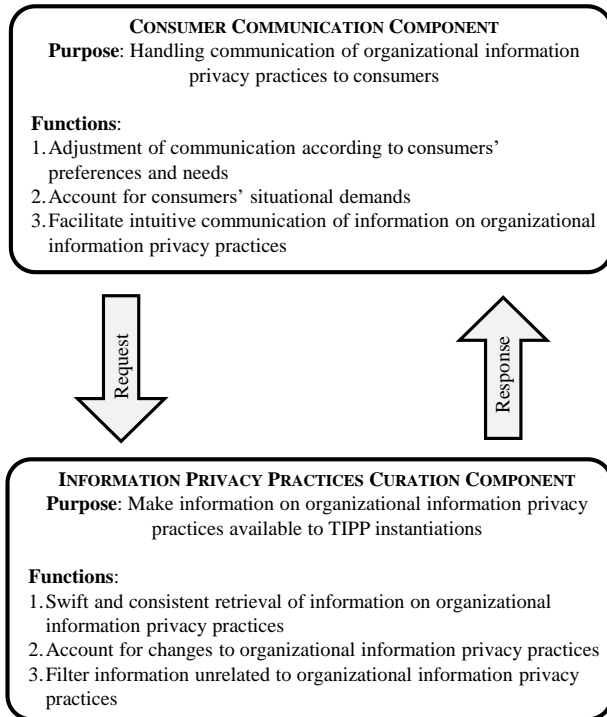 CONSUMER COMMUNICATION COMPONENT
Purpose: Handling communication of organizational information
privacy practices to consumers
Functions:
1. Adjustment of communication according to consumers’
preferences and needs
2. Account for consumers’ situational demands
3. Facilitate intuitive communication of information on organizational
information privacy practices
Request
Response
INFORMATION PRIVACY PRACTICES CURATION COMPONENT
Purpose: Make information on organizational information privacy
practices available to TIPP instantiations
Functions:
1. Swift and consistent retrieval of information on organizational
information privacy practices
2. Account for changes to organizational information privacy practices
3. Filter information unrelated to organizational information privacy
practices